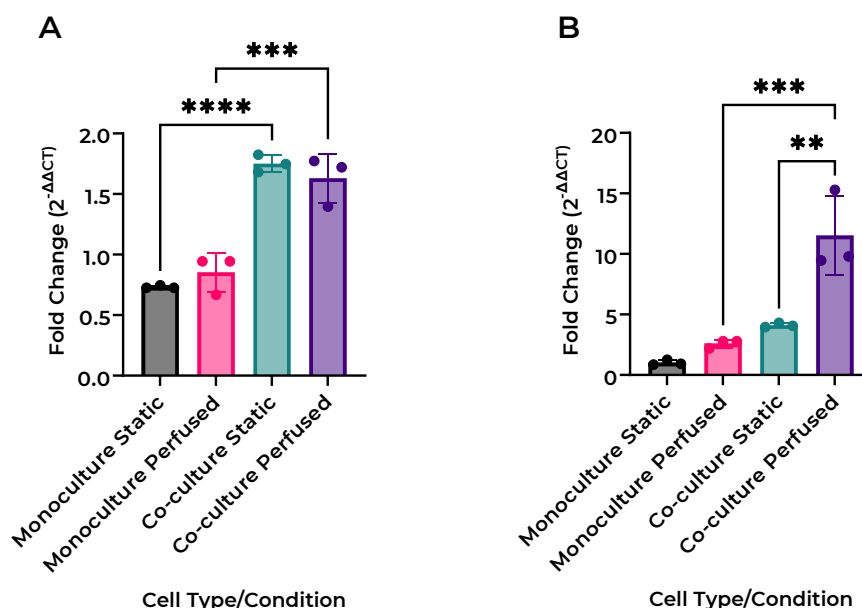 A
***
****
Fold Change (2^-ΔΔCT)
2.0
1.5
1.0
0.5
0.0
Monoculture Static
Monoculture Perfused
Co-culture Static
Co-culture Perfused
Cell Type/Condition
B
***
**
Fold Change (2^-ΔΔCT)
20
15
10
5
0
Monoculture Static
Monoculture Perfused
Co-culture Static
Co-culture Perfused
Cell Type/Condition